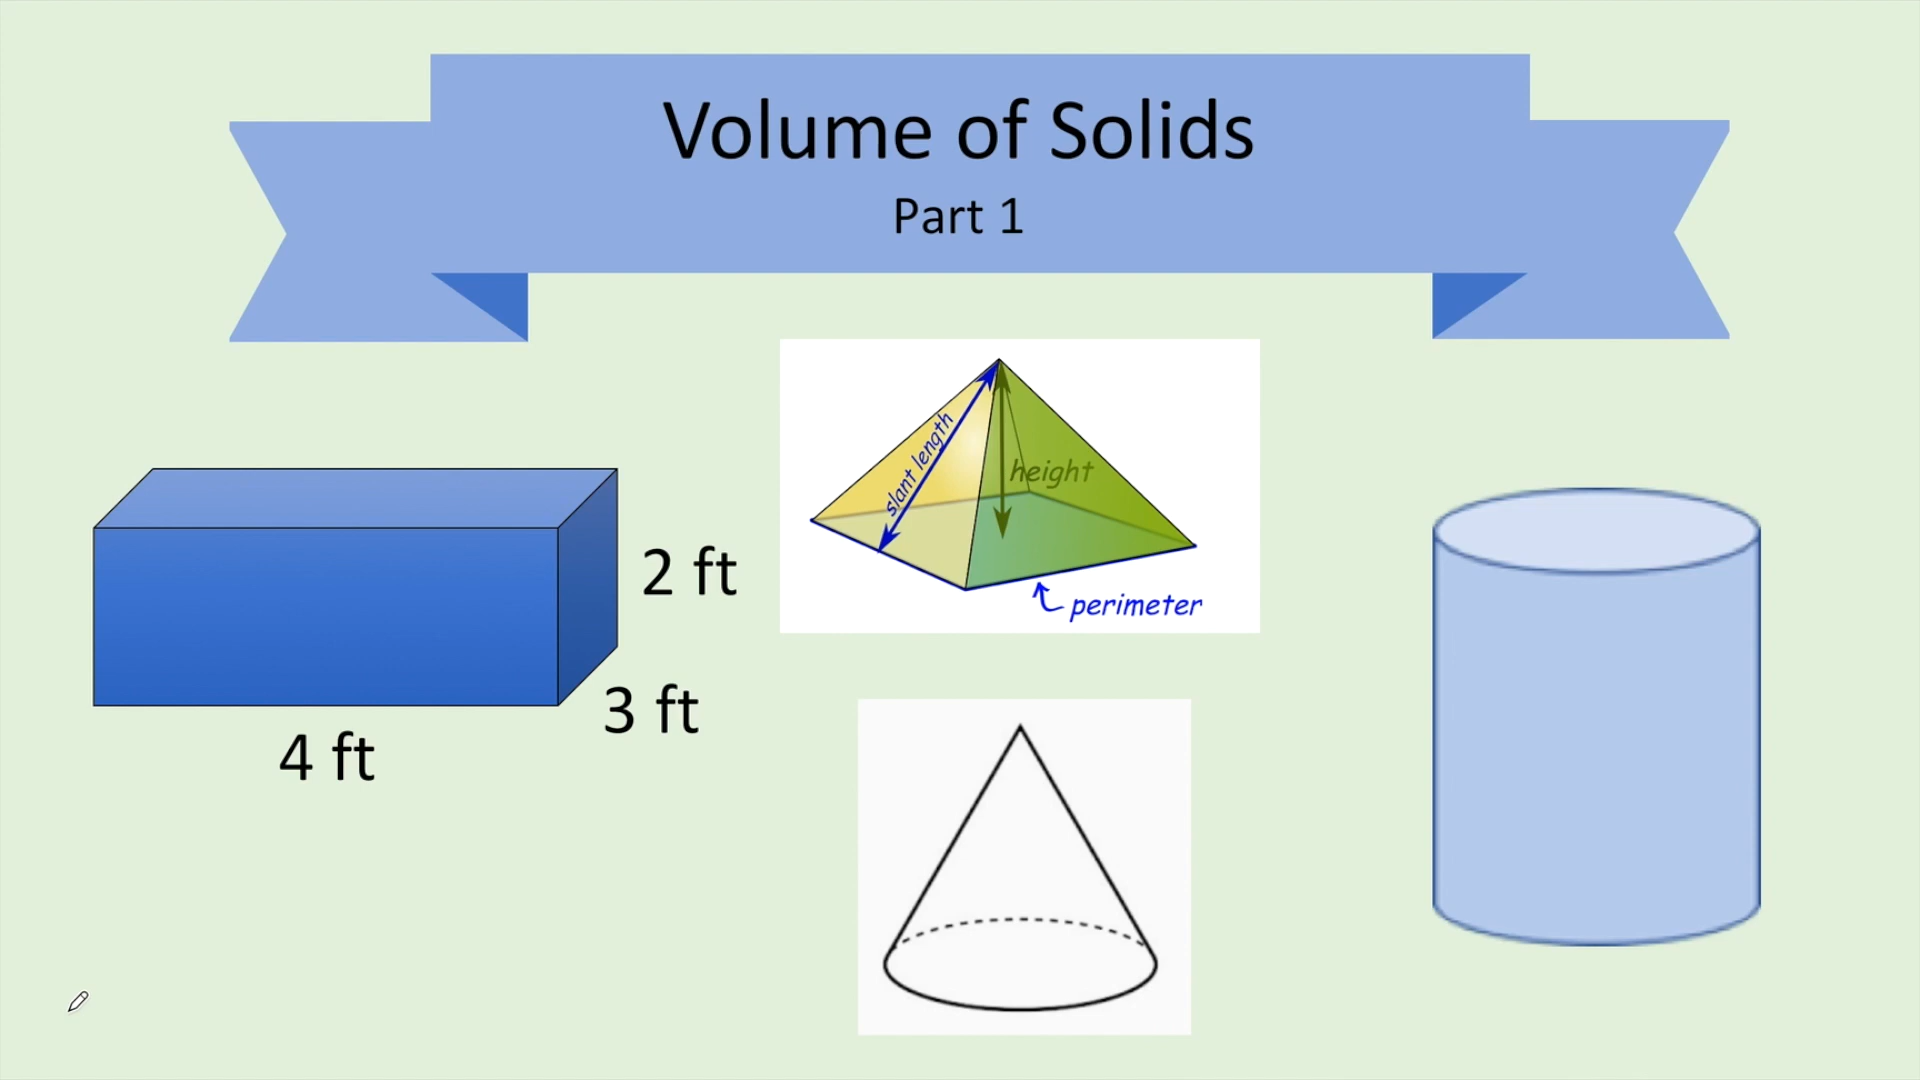 Volume of Solids
Part 1
slant length
height
perimeter
2 ft
3 ft
4 ft